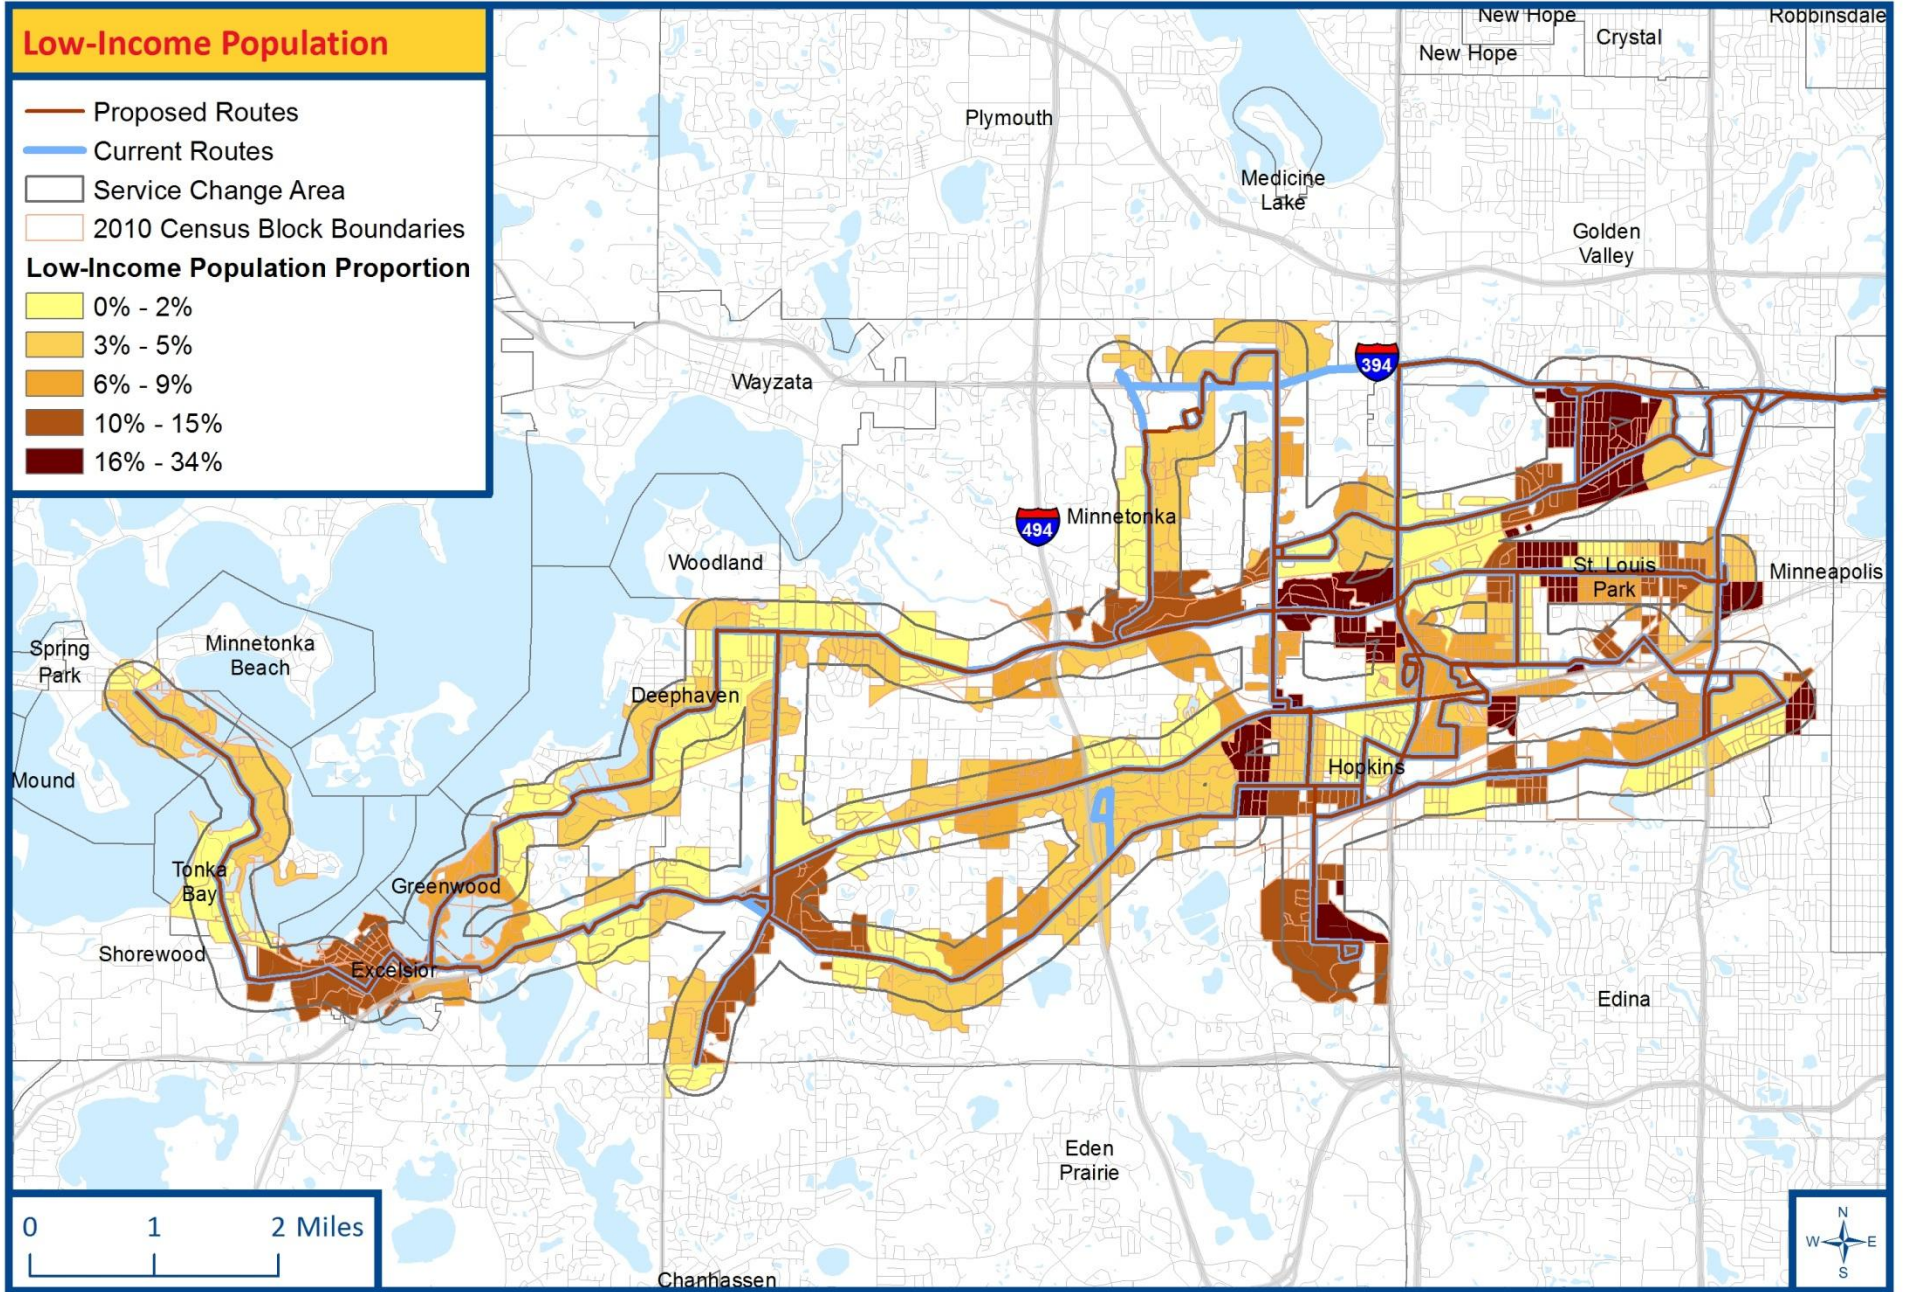 Low-Income Population
Proposed Routes
Current Routes
Service Change Area
2010 Census Block Boundaries
Low-Income Population Proportion
0% - 2%
3% - 5%
6% - 9%
10% - 15%
16% - 34%
New Hope
Robbinsdale
Crystal
New Hope
Plymouth
Medicine
Lake
Golden
Valley
394
Wayzata
494
Minnetonka
Woodland
St. Louis
Park
Minneapolis
Spring
Park
Minnetonka
Beach
Deephaven
Mound
Hopkins
Tonka
Bay
Greenwood
Shorewood
Excelsior
Edina
Eden
Prairie
Chanhassen
0 1 2 Miles
N
W E
S